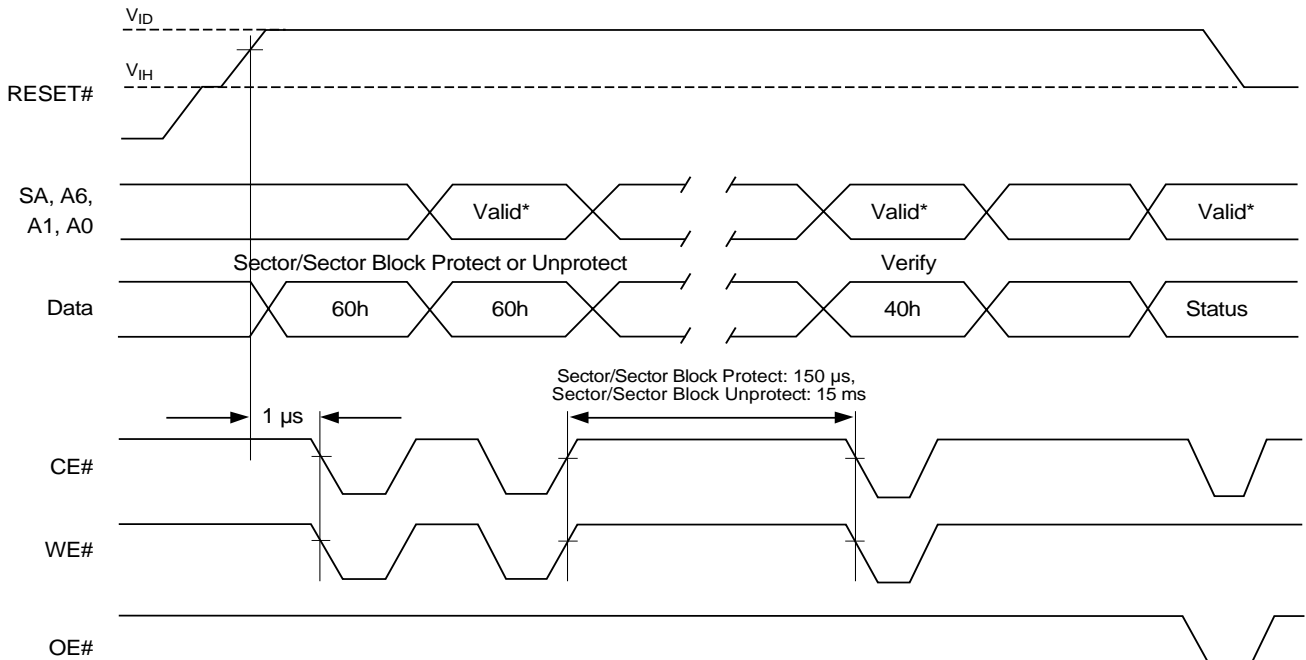 VID
VIH
RESET#
SA, A6,
A1, A0
Valid*
Valid*
Valid*
Sector/Sector Block Protect or Unprotect
Verify
Data
60h
60h
40h
Status
Sector/Sector Block Protect: 150 µs,
Sector/Sector Block Unprotect: 15 ms
1 µs
CE#
WE#
OE#